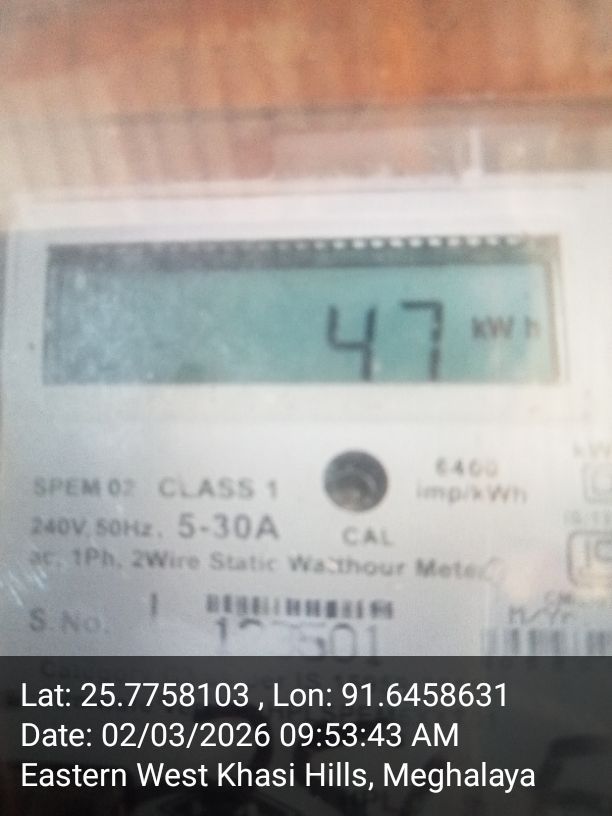 47 kWh
SPEM 02 CLASS 1
6400
imp/kWh
240V, 50Hz, 5-30A
CAL
ac, 1Ph, 2Wire Static Watthour Meter
S.No.
M/Yr.
Lat: 25.7758103 , Lon: 91.6458631
Date: 02/03/2026 09:53:43 AM
Eastern West Khasi Hills, Meghalaya